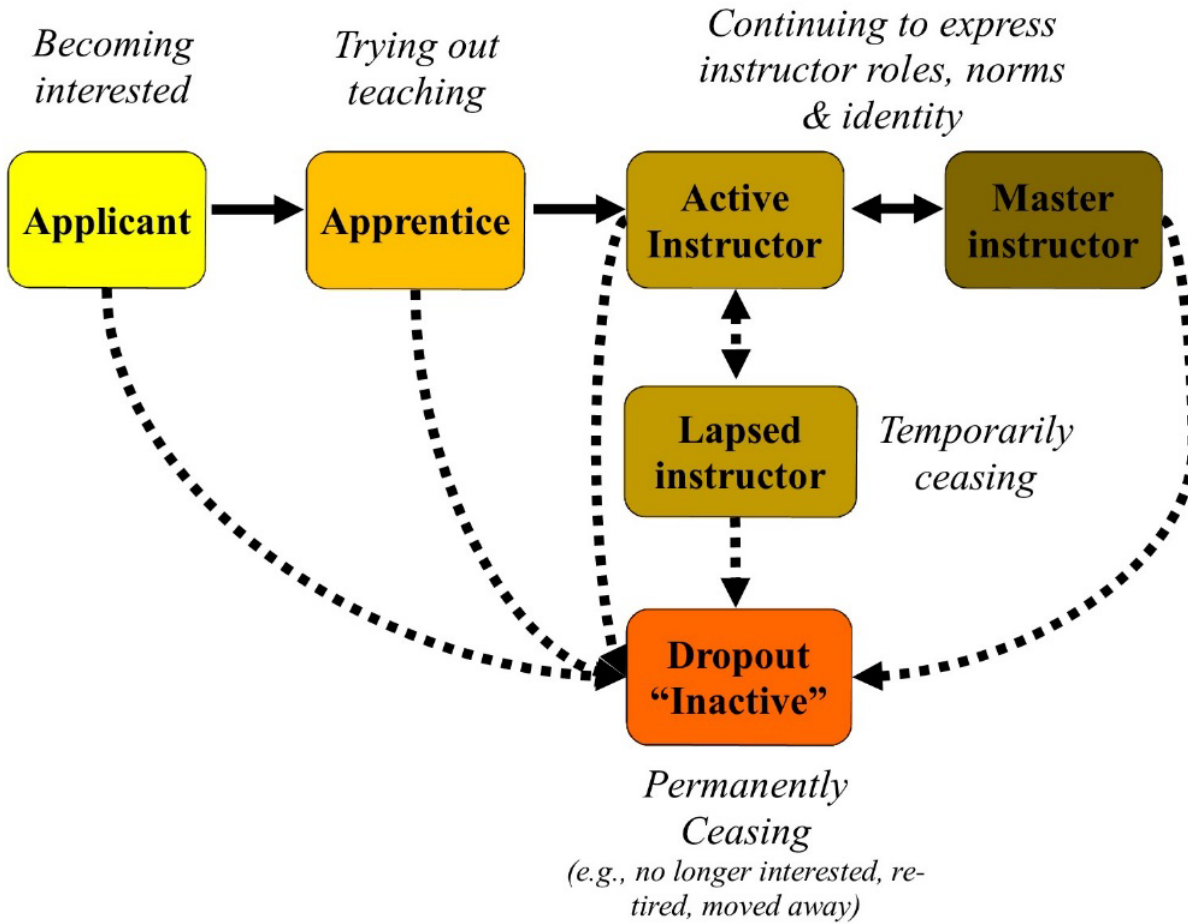 Becoming
interested
Trying out
teaching
Continuing to express
instructor roles, norms
& identity
Applicant
Apprentice
Active
Instructor
Master
instructor
Lapsed
instructor
Temporarily
ceasing
Dropout
“Inactive”
Permanently
Ceasing
(e.g., no longer interested, re-
tired, moved away)